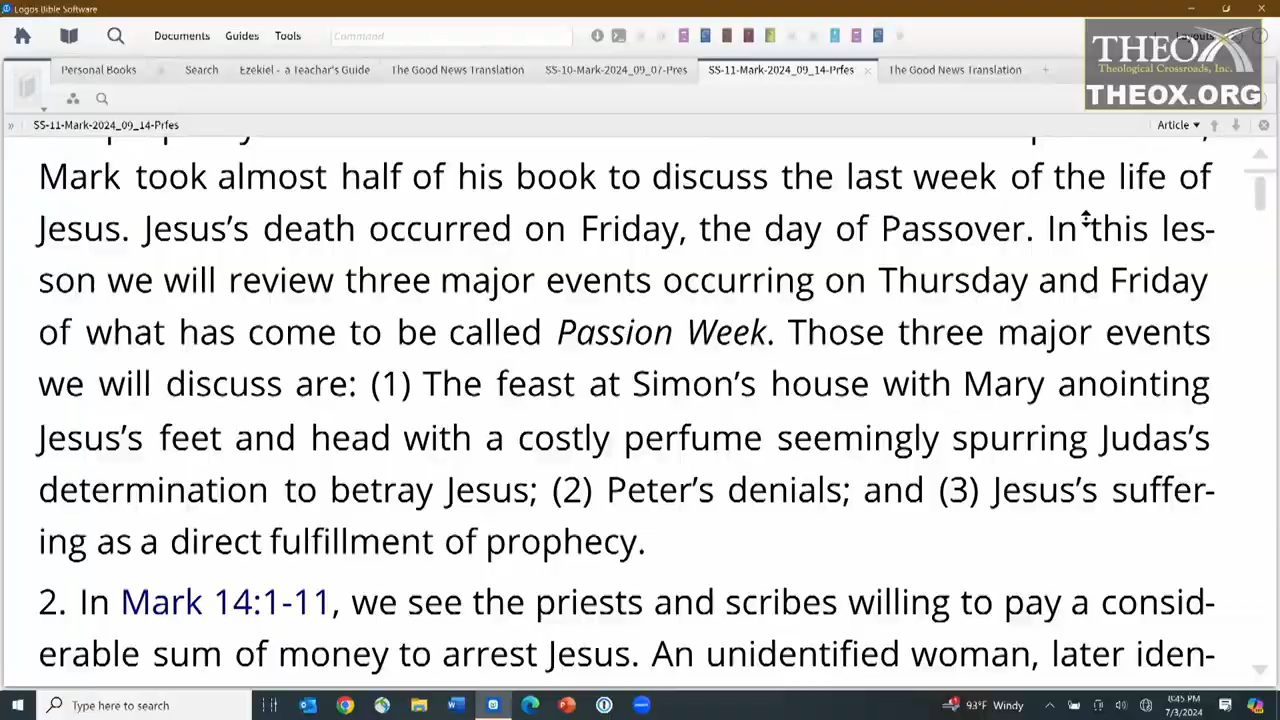 Logos Bible Software
Documents Guides Tools Command
THEOX
Theological Crossroads, Inc.
THEOX.ORG
Personal Books Search Ezekiel - a Teacher's Guide SS-10-Mark-2024_09_07-Pres SS-11-Mark-2024_09_14-Prfes The Good News Translation
SS-11-Mark-2024_09_14-Prfes Article
Mark took almost half of his book to discuss the last week of the life of
Jesus. Jesus’s death occurred on Friday, the day of Passover. In this les-
son we will review three major events occurring on Thursday and Friday
of what has come to be called Passion Week. Those three major events
we will discuss are: (1) The feast at Simon’s house with Mary anointing
Jesus’s feet and head with a costly perfume seemingly spurring Judas’s
determination to betray Jesus; (2) Peter’s denials; and (3) Jesus’s suffer-
ing as a direct fulfillment of prophecy.
2. In Mark 14:1-11, we see the priests and scribes willing to pay a consid-
erable sum of money to arrest Jesus. An unidentified woman, later iden-
Type here to search 93°F Windy 8:45 PM
7/3/2024